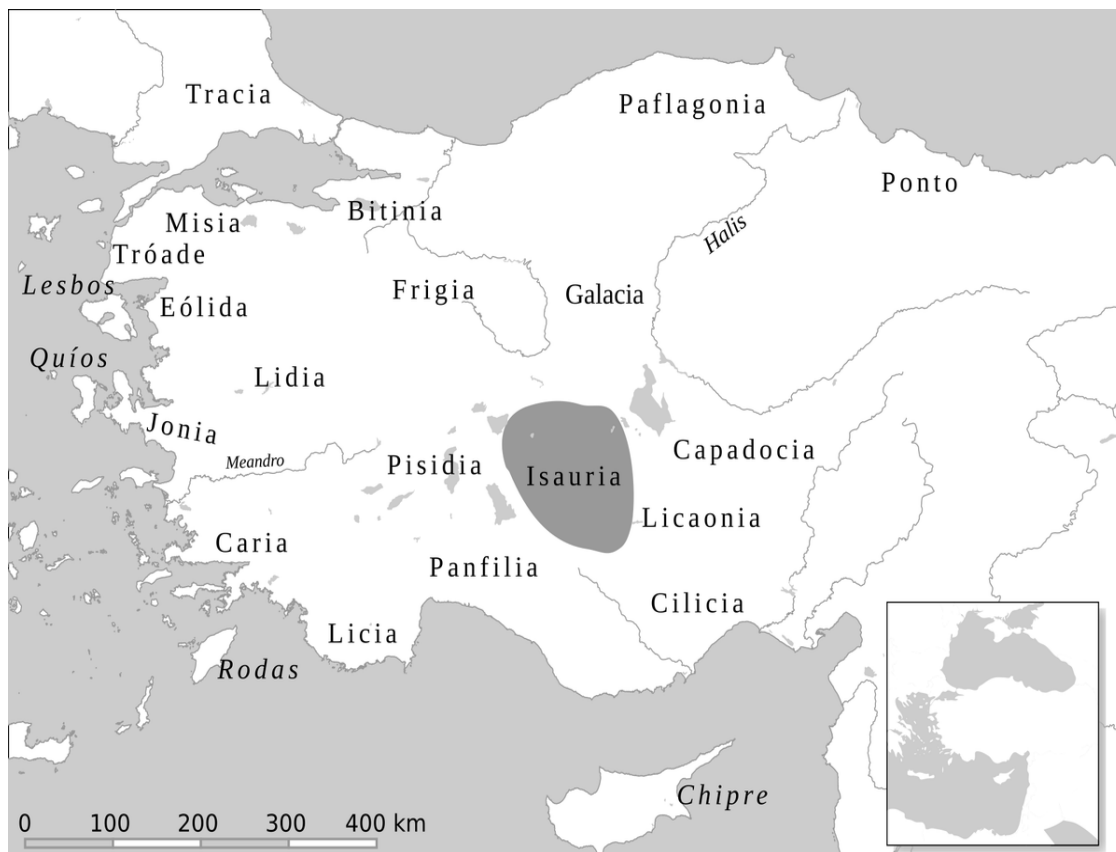 Tracia
Paflagonia
Ponto
Bitinia
Misia
Halis
Tróade
Lesbos
Frigia
Galacia
Eólida
Quíos
Lidia
Jonia
Capadocia
Meandro
Pisidia
Isauria
Licaonia
Caria
Panfilia
Cilicia
Licia
Rodas
Chipre
0 100 200 300 400 km